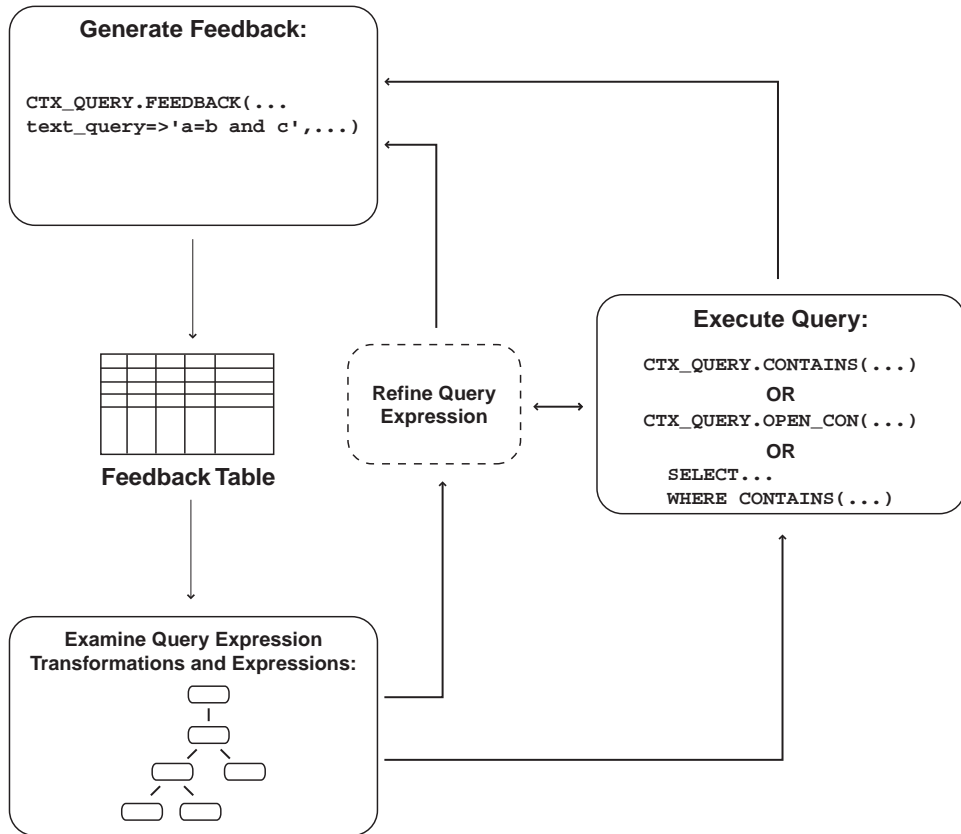 Generate Feedback:
CTX_QUERY.FEEDBACK(...
text_query=>'a=b and c',...)
Execute Query:
CTX_QUERY.CONTAINS(...)
OR
CTX_QUERY.OPEN_CON(...)
OR
SELECT...
WHERE CONTAINS(...)
Refine Query
Expression
Feedback Table
Examine Query Expression
Transformations and Expressions: